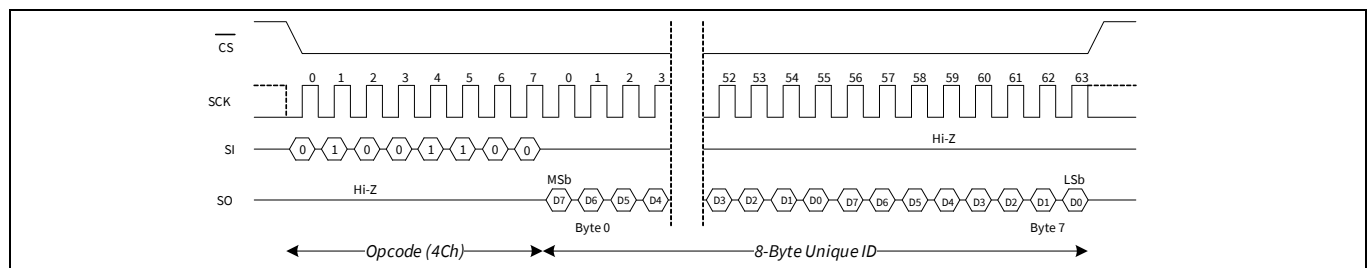 CS
0 1 2 3 4 5 6 7 0 1 2 3 52 53 54 55 56 57 58 59 60 61 62 63
SCK
Hi-Z
SI 0 1 0 0 1 1 0 0
MSb LSb
Hi-Z
SO D7 D6 D5 D4 D3 D2 D1 D0 D7 D6 D5 D4 D3 D2 D1 D0
Byte 0 Byte 7
Opcode (4Ch) 8-Byte Unique ID